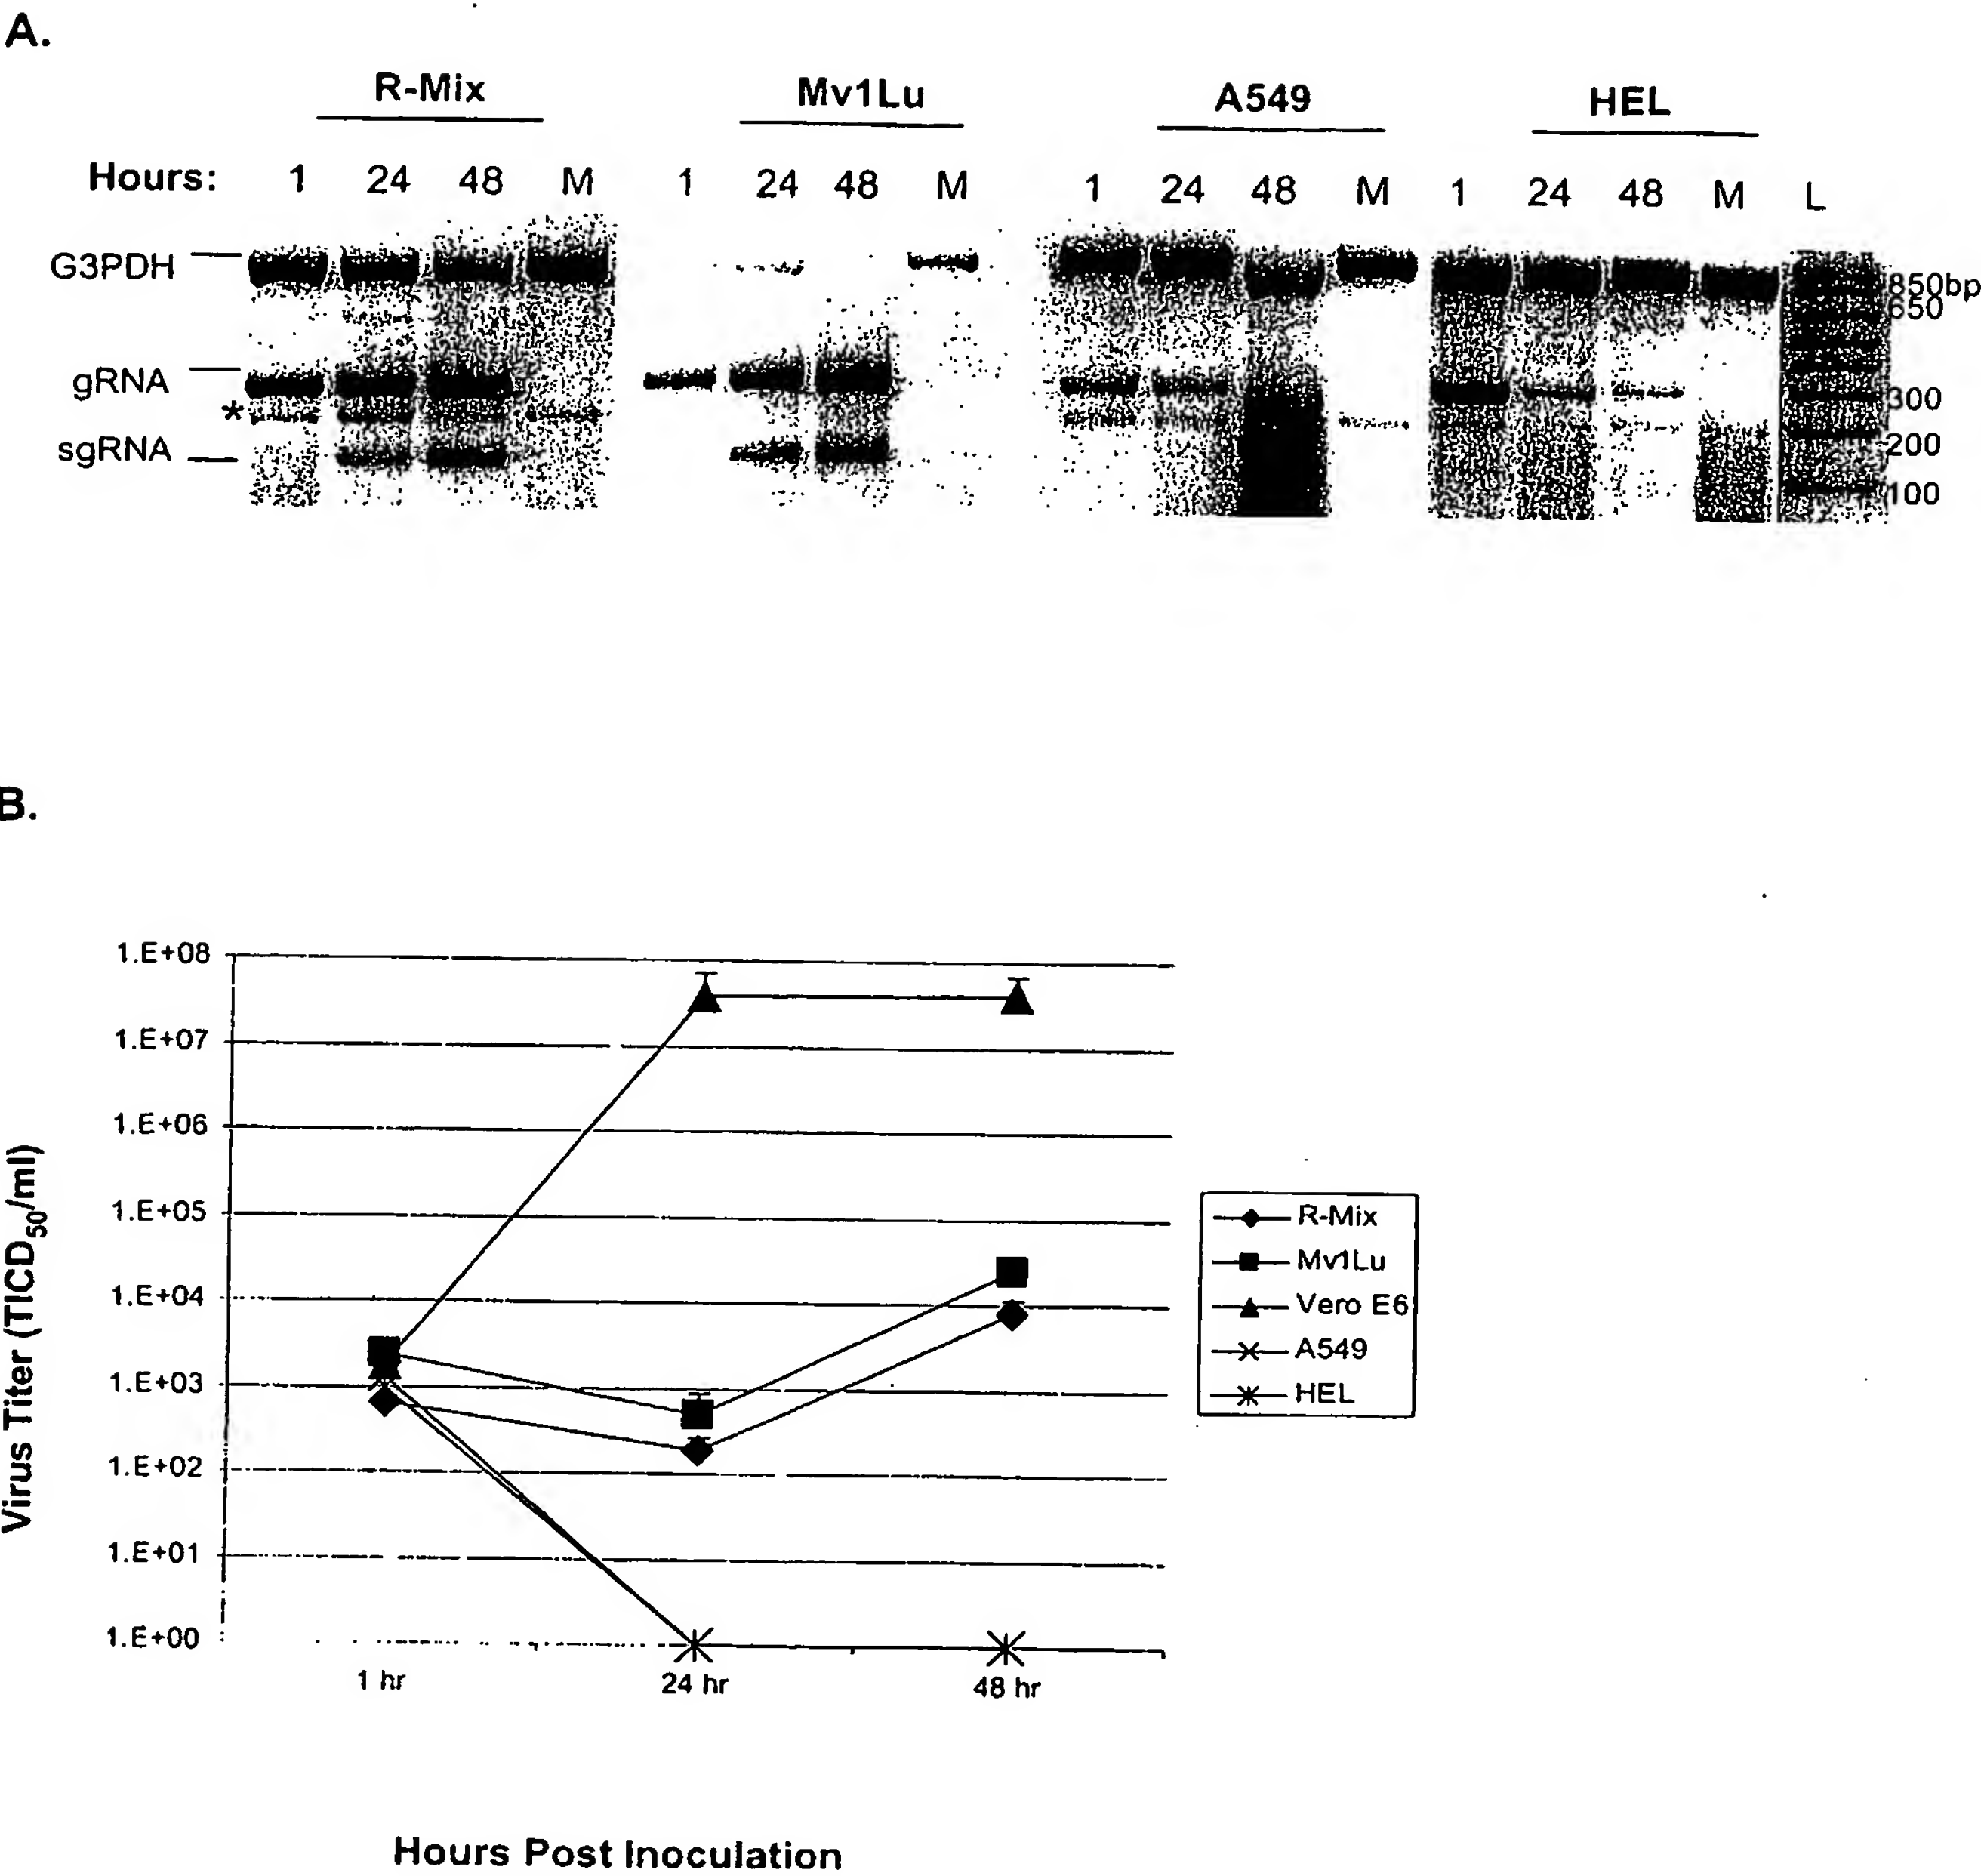 A.
R-Mix Mv1Lu A549 HEL
Hours: 1 24 48 M 1 24 48 M 1 24 48 M 1 24 48 M L
G3PDH
850bp
650
gRNA
300
*
200
sgRNA
100
B.
1.E+08
1.E+07
1.E+06
1.E+05
1.E+04
1.E+03
1.E+02
1.E+01
1.E+00
Virus Titer (TICD50/ml)
R-Mix
Mv1Lu
Vero E6
A549
HEL
1 hr 24 hr 48 hr
Hours Post Inoculation